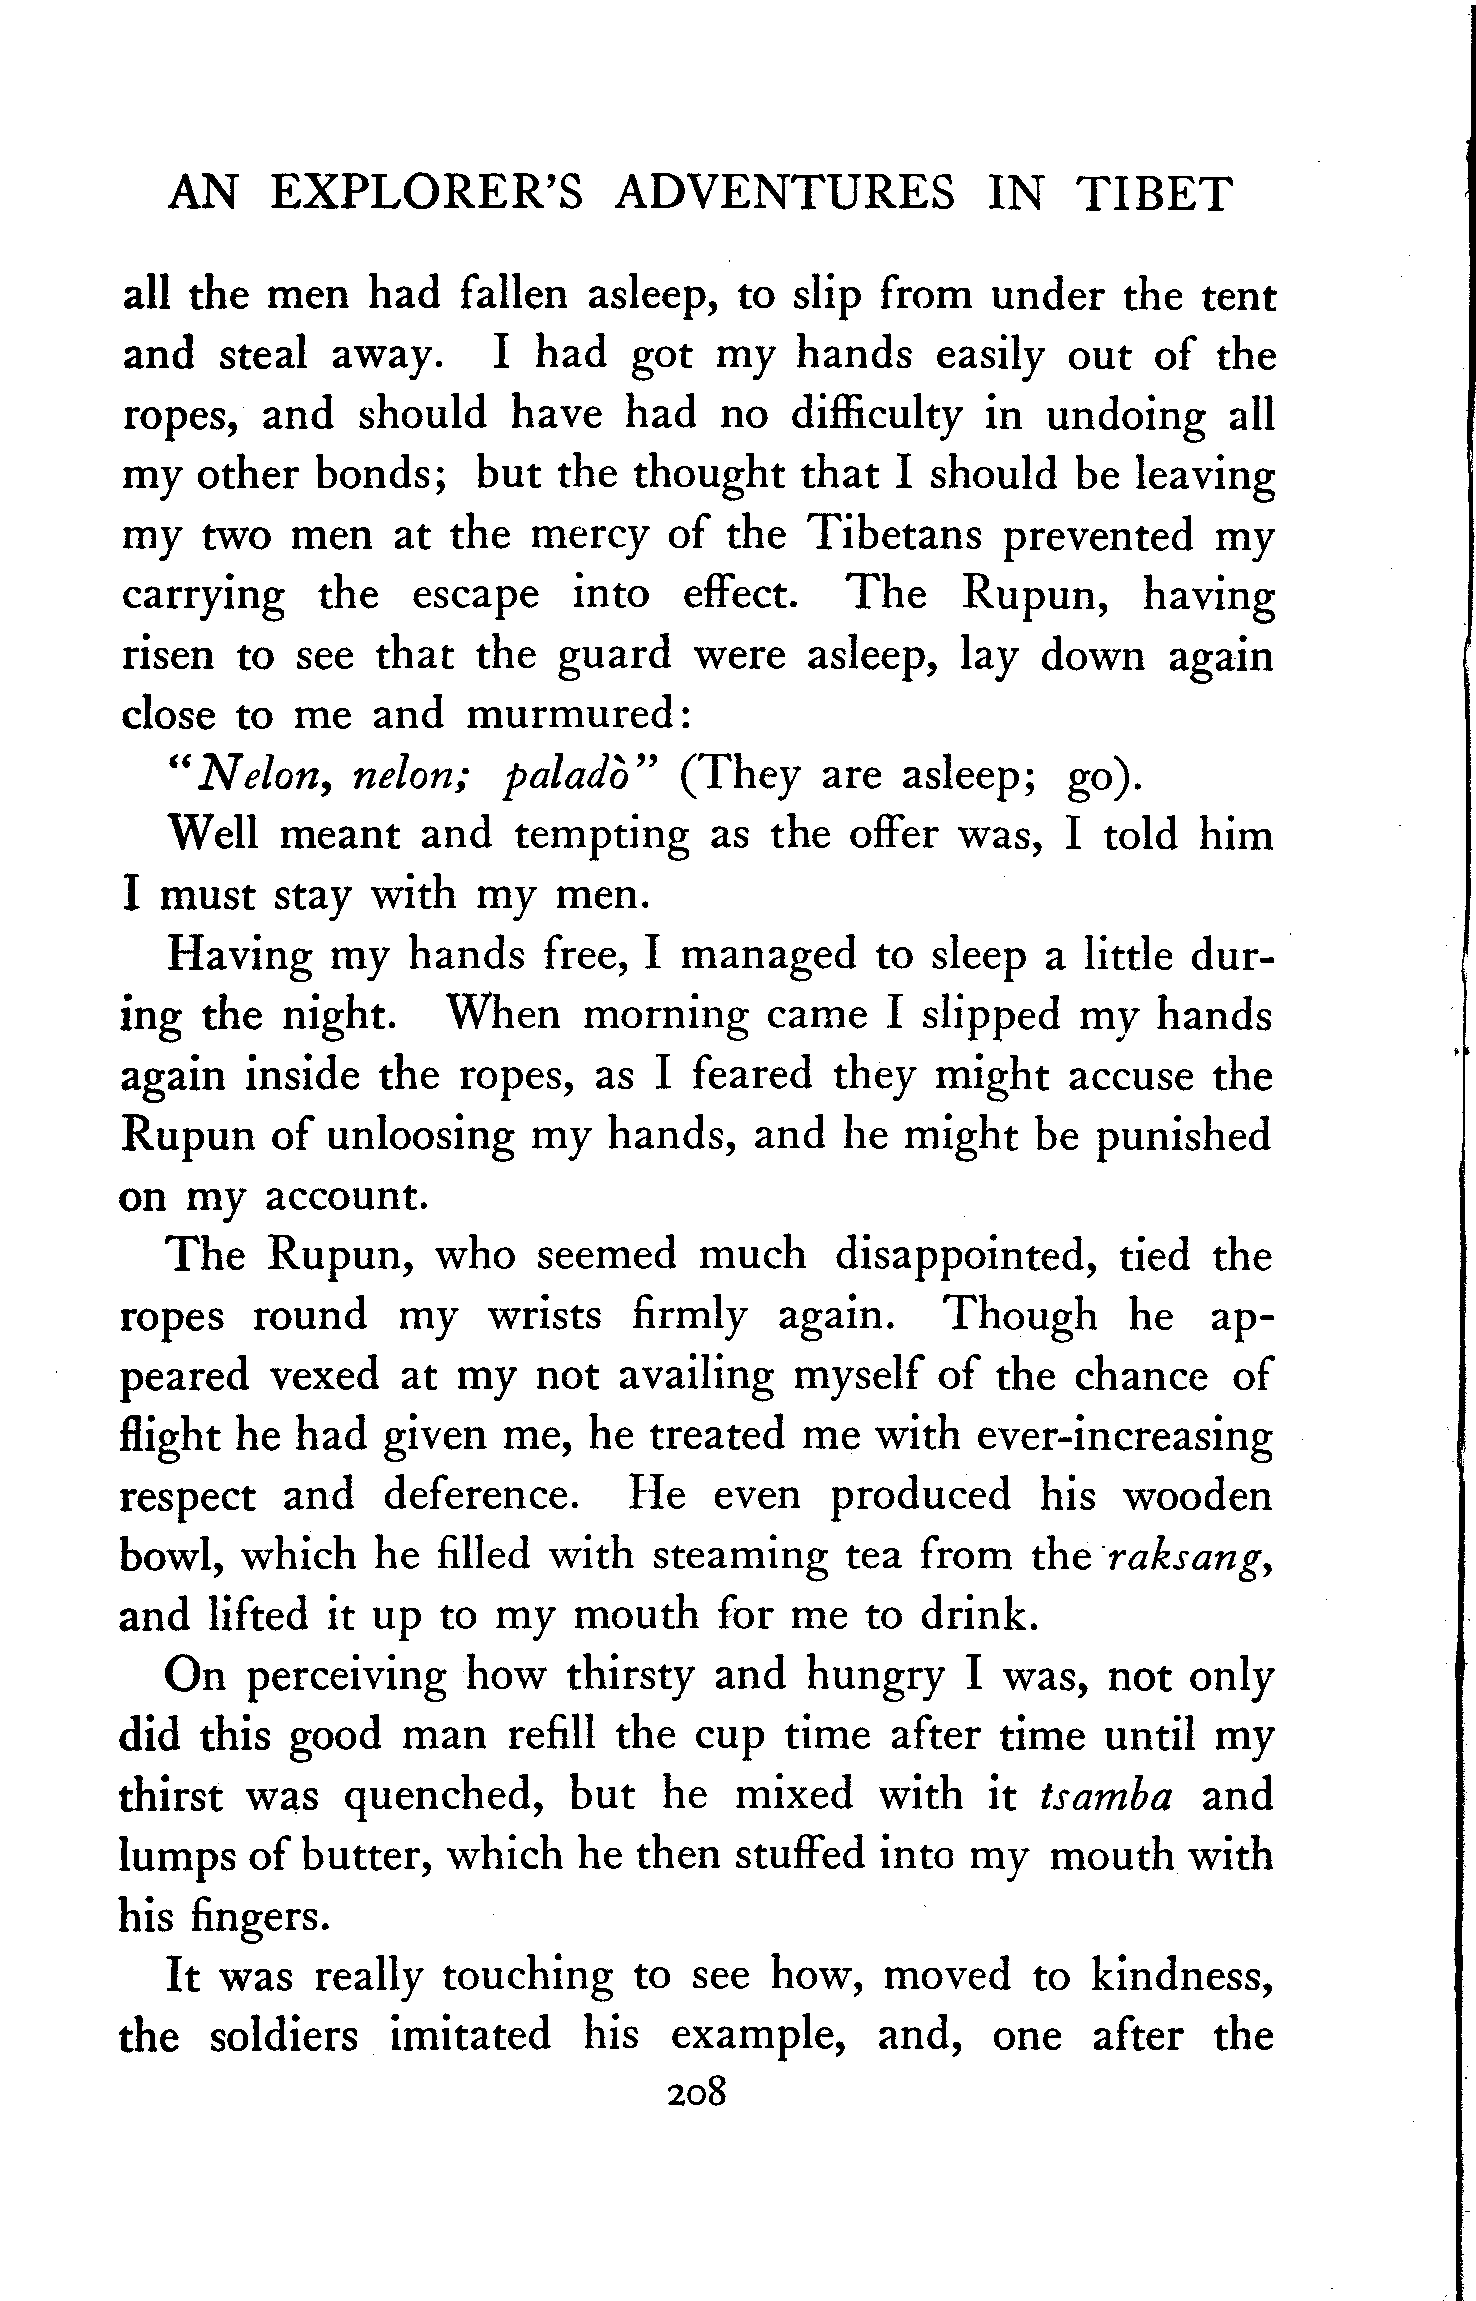 AN EXPLORER'S ADVENTURES IN TIBET
all the men had fallen asleep, to slip from under the tent
and steal away. I had got my hands easily out of the
ropes, and should have had no difficulty in undoing all
my other bonds; but the thought that I should be leaving
my two men at the mercy of the Tibetans prevented my
carrying the escape into effect. The Rupun, having
risen to see that the guard were asleep, lay down again
close to me and murmured:
"Nelon, nelon; paladò" (They are asleep; go).
Well meant and tempting as the offer was, I told him
I must stay with my men.
Having my hands free, I managed to sleep a little dur-
ing the night. When morning came I slipped my hands
again inside the ropes, as I feared they might accuse the
Rupun of unloosing my hands, and he might be punished
on my account.
The Rupun, who seemed much disappointed, tied the
ropes round my wrists firmly again. Though he ap-
peared vexed at my not availing myself of the chance of
flight he had given me, he treated me with ever-increasing
respect and deference. He even produced his wooden
bowl, which he filled with steaming tea from the raksang,
and lifted it up to my mouth for me to drink.
On perceiving how thirsty and hungry I was, not only
did this good man refill the cup time after time until my
thirst was quenched, but he mixed with it tsamba and
lumps of butter, which he then stuffed into my mouth with
his fingers.
It was really touching to see how, moved to kindness,
the soldiers imitated his example, and, one after the
208